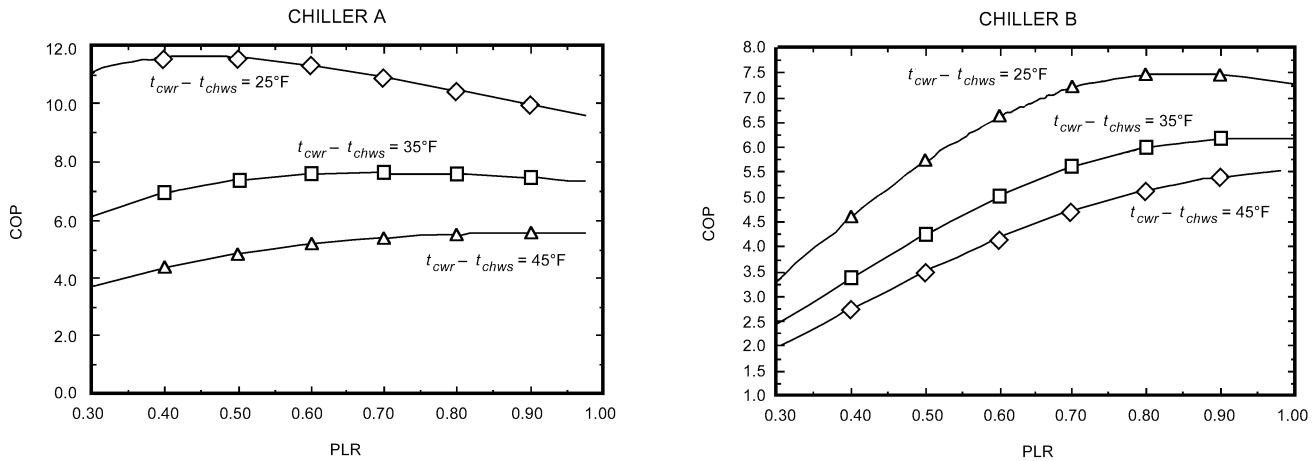 CHILLER A
12.0
10.0
8.0
6.0
4.0
2.0
0.0
COP
t_cwr – t_chws = 25°F
t_cwr – t_chws = 35°F
t_cwr – t_chws = 45°F
0.30 0.40 0.50 0.60 0.70 0.80 0.90 1.00
PLR
CHILLER B
8.0
7.5
7.0
6.5
6.0
5.5
5.0
4.5
4.0
3.5
3.0
2.5
2.0
1.5
1.0
COP
t_cwr – t_chws = 25°F
t_cwr – t_chws = 35°F
t_cwr – t_chws = 45°F
0.30 0.40 0.50 0.60 0.70 0.80 0.90 1.00
PLR